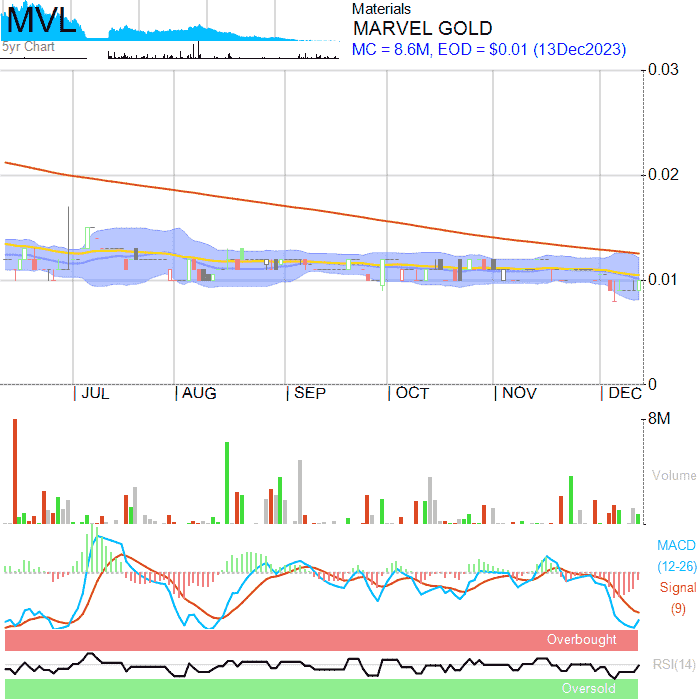 MVL
5yr Chart
Materials
MARVEL GOLD
MC = 8.6M, EOD = $0.01 (13Dec2023)
0.03
0.02
0.01
0
JUL AUG SEP OCT NOV DEC
8M
Volume
MACD
(12-26)
Signal
(9)
Overbought
RSI(14)
Oversold